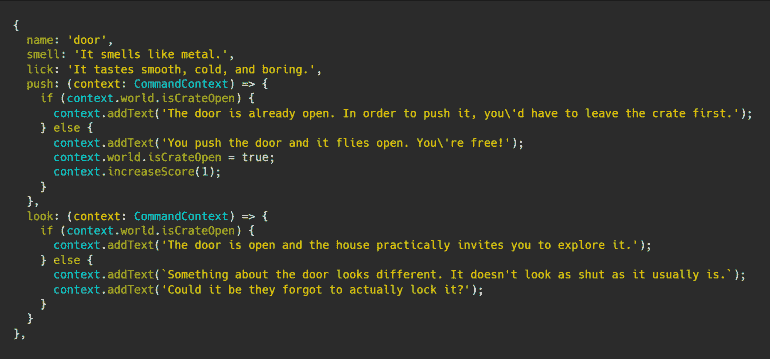 {
  name: 'door',
  smell: 'It smells like metal.',
  lick: 'It tastes smooth, cold, and boring.',
  push: (context: CommandContext) => {
    if (context.world.isCrateOpen) {
      context.addText('The door is already open. In order to push it, you\'d have to leave the crate first.');
    } else {
      context.addText('You push the door and it flies open. You\'re free!');
      context.world.isCrateOpen = true;
      context.increaseScore(1);
    }
  },
  look: (context: CommandContext) => {
    if (context.world.isCrateOpen) {
      context.addText('The door is open and the house practically invites you to explore it.');
    } else {
      context.addText(`Something about the door looks different. It doesn't look as shut as it usually is.`);
      context.addText('Could it be they forgot to actually lock it?');
    }
  }
},